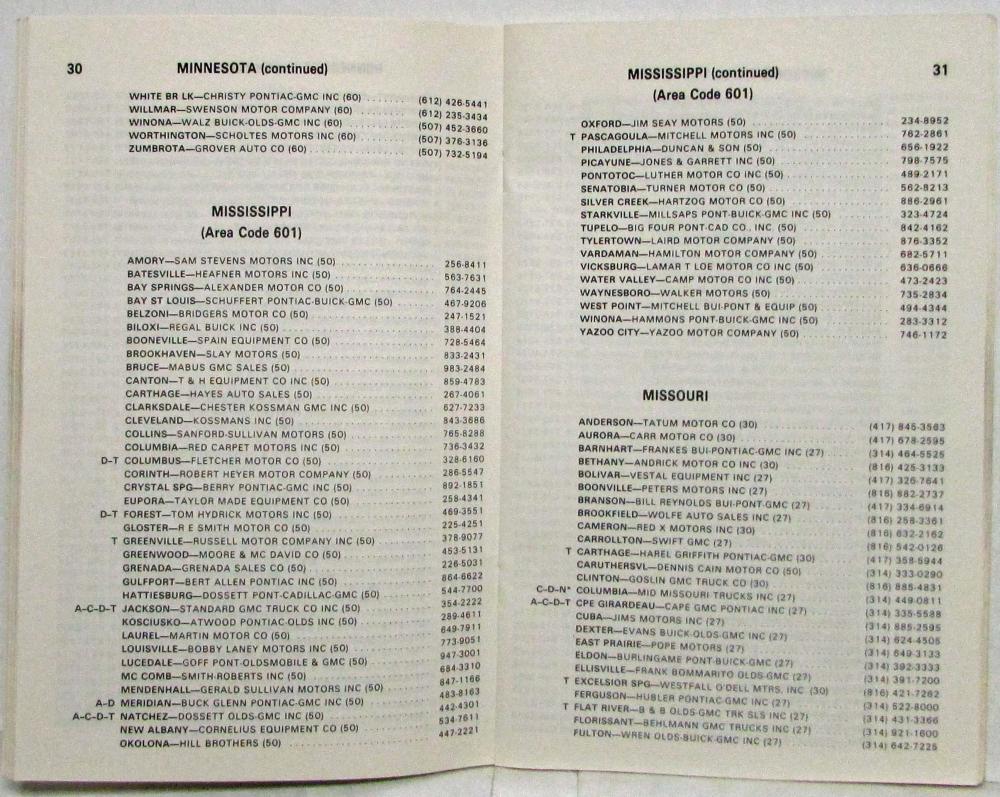 30
MINNESOTA (continued)
WHITE BR LK—CHRISTY PONTIAC-GMC INC (60) ........ (612) 426-5441
WILLMAR—SWENSON MOTOR COMPANY (60) ........ (612) 235-3434
WINONA—WALZ BUICK-OLDS-GMC INC (60) ........ (507) 452-3660
WORTHINGTON—SCHOLTES MOTORS INC (60) ........ (507) 376-3136
ZUMBROTA—GROVER AUTO CO (60) ........ (507) 732-5194
MISSISSIPPI
(Area Code 601)
AMORY—SAM STEVENS MOTORS INC (50) ........ 256-8411
BATESVILLE—HEAFNER MOTORS INC (50) ........ 563-7631
BAY SPRINGS—ALEXANDER MOTOR CO (50) ........ 764-2445
BAY ST LOUIS—SCHUFFERT PONTIAC-BUICK-GMC (50) ........ 467-9206
BELZONI—BRIDGERS MOTOR CO (50) ........ 247-1521
BILOXI—REGAL BUICK INC (50) ........ 388-4404
BOONEVILLE—SPAIN EQUIPMENT CO (50) ........ 728-5464
BROOKHAVEN—SLAY MOTORS (50) ........ 833-2431
BRUCE—MABUS GMC SALES (50) ........ 983-2484
CANTON—T & H EQUIPMENT CO INC (50) ........ 859-4783
CARTHAGE—HAYES AUTO SALES (50) ........ 267-4061
CLARKSDALE—CHESTER KOSSMAN GMC INC (50) ........ 627-7233
CLEVELAND—KOSSMANS INC (50) ........ 843-3686
COLLINS—SANFORD-SULLIVAN MOTORS (50) ........ 765-8288
COLUMBIA—RED CARPET MOTORS INC (50) ........ 736-3432
D-T COLUMBUS—FLETCHER MOTOR CO (50) ........ 328-6160
CORINTH—ROBERT HEYER MOTOR COMPANY (50) ........ 286-5547
CRYSTAL SPG—BERRY PONTIAC-GMC INC (50) ........ 892-1851
EUPORA—TAYLOR MADE EQUIPMENT CO (50) ........ 258-4341
D-T FOREST—TOM HYDRICK MOTORS INC (50) ........ 469-3551
GLOSTER—R E SMITH MOTOR CO (50) ........ 225-4251
T GREENVILLE—RUSSELL MOTOR COMPANY INC (50) ........ 378-9077
GREENWOOD—MOORE & MC DAVID CO (50) ........ 453-5131
GRENADA—GRENADA SALES CO (50) ........ 226-5031
GULFPORT—BERT ALLEN PONTIAC INC (50) ........ 864-6622
HATTIESBURG—DOSSETT PONT-CADILLAC-GMC (50) ........ 544-7700
A-C-D-T JACKSON—STANDARD GMC TRUCK CO INC (50) ........ 354-2222
KOSCIUSKO—ATWOOD PONTIAC-OLDS INC (50) ........ 289-4611
LAUREL—MARTIN MOTOR CO (50) ........ 649-7911
LOUISVILLE—BOBBY LANEY MOTORS INC (50) ........ 773-9051
LUCEDALE—GOFF PONT-OLDSMOBILE & GMC (50) ........ 947-3001
MC COMB—SMITH-ROBERTS INC (50) ........ 684-3310
MENDENHALL—GERALD SULLIVAN MOTORS INC (50) ........ 847-1166
A-D MERIDIAN—BUCK GLENN PONTIAC-GMC INC (50) ........ 483-8163
A-C-D-T NATCHEZ—DOSSETT OLDS-GMC INC (50) ........ 442-4301
NEW ALBANY—CORNELIUS EQUIPMENT CO (50) ........ 534-7611
OKOLONA—HILL BROTHERS (50) ........ 447-2221
31
MISSISSIPPI (continued)
(Area Code 601)
OXFORD—JIM SEAY MOTORS (50) ........ 234-8952
T PASCAGOULA—MITCHELL MOTORS INC (50) ........ 762-2861
PHILADELPHIA—DUNCAN & SON (50) ........ 656-1922
PICAYUNE—JONES & GARRETT INC (50) ........ 798-7575
PONTOTOC—LUTHER MOTOR CO INC (50) ........ 489-2171
SENATOBIA—TURNER MOTOR CO (50) ........ 562-8213
SILVER CREEK—HARTZOG MOTOR CO (50) ........ 886-2961
STARKVILLE—MILLSAPS PONT-BUICK-GMC INC (50) ........ 323-4724
TUPELO—BIG FOUR PONT-CAD CO., INC. (50) ........ 842-4162
TYLERTOWN—LAIRD MOTOR COMPANY (50) ........ 876-3352
VARDAMAN—HAMILTON MOTOR COMPANY (50) ........ 682-5711
VICKSBURG—LAMAR T LOE MOTOR CO INC (50) ........ 636-0666
WATER VALLEY—CAMP MOTOR CO INC (50) ........ 473-2423
WAYNESBORO—WALKER MOTORS (50) ........ 735-2834
WEST POINT—MITCHELL BUI-PONT & EQUIP (50) ........ 494-4344
WINONA—HAMMONS PONT-BUICK-GMC INC (50) ........ 283-3312
YAZOO CITY—YAZOO MOTOR COMPANY (50) ........ 746-1172
MISSOURI
ANDERSON—TATUM MOTOR CO (30) ........ (417) 845-3563
AURORA—CARR MOTOR CO (30) ........ (417) 678-2595
BARNHART—FRANKES BUI-PONTIAC-GMC INC (27) ........ (314) 464-5525
BETHANY—ANDRICK MOTOR CO INC (30) ........ (816) 425-3133
BOLIVAR—VESTAL EQUIPMENT INC (27) ........ (417) 326-7641
BOONVILLE—PETERS MOTORS INC (27) ........ (816) 882-2737
BRANSON—BILL REYNOLDS BUI-PONT-GMC (27) ........ (417) 334-6914
BROOKFIELD—WOLFE AUTO SALES INC (27) ........ (816) 258-3361
CAMERON—RED X MOTORS INC (30) ........ (816) 632-2162
CARROLLTON—SWIFT GMC (27) ........ (816) 542-0126
T CARTHAGE—HAREL GRIFFITH PONTIAC-GMC (30) ........ (417) 358-5944
CARUTHERSVL—DENNIS CAIN MOTOR CO (50) ........ (314) 333-0290
CLINTON—GOSLIN GMC TRUCK CO (30) ........ (816) 885-4831
C-D-N* COLUMBIA—MID MISSOURI TRUCKS INC (27) ........ (314) 449-0811
A-C-D-T CPE GIRARDEAU—CAPE GMC PONTIAC INC (27) ........ (314) 335-5588
CUBA—JIMS MOTORS INC (27) ........ (314) 885-2595
DEXTER—EVANS BUICK-OLDS-GMC INC (27) ........ (314) 624-4505
EAST PRAIRIE—POPE MOTORS (27) ........ (314) 649-3133
ELDON—BURLINGAME PONT-BUICK-GMC (27) ........ (314) 392-3333
ELLISVILLE—FRANK BOMMARITO OLDS-GMC (27) ........ (314) 391-7200
T EXCELSIOR SPG—WESTFALL O'DELL MTRS. INC (30) ........ (816) 421-7262
FERGUSON—HUBLER PONTIAC-GMC INC (27) ........ (314) 522-8000
T FLAT RIVER—B & B OLDS-GMC TRK SLS INC (27) ........ (314) 431-3366
FLORISSANT—BEHLMANN GMC TRUCKS INC (27) ........ (314) 921-1600
FULTON—WREN OLDS-BUICK-GMC INC (27) ........ (314) 642-7225